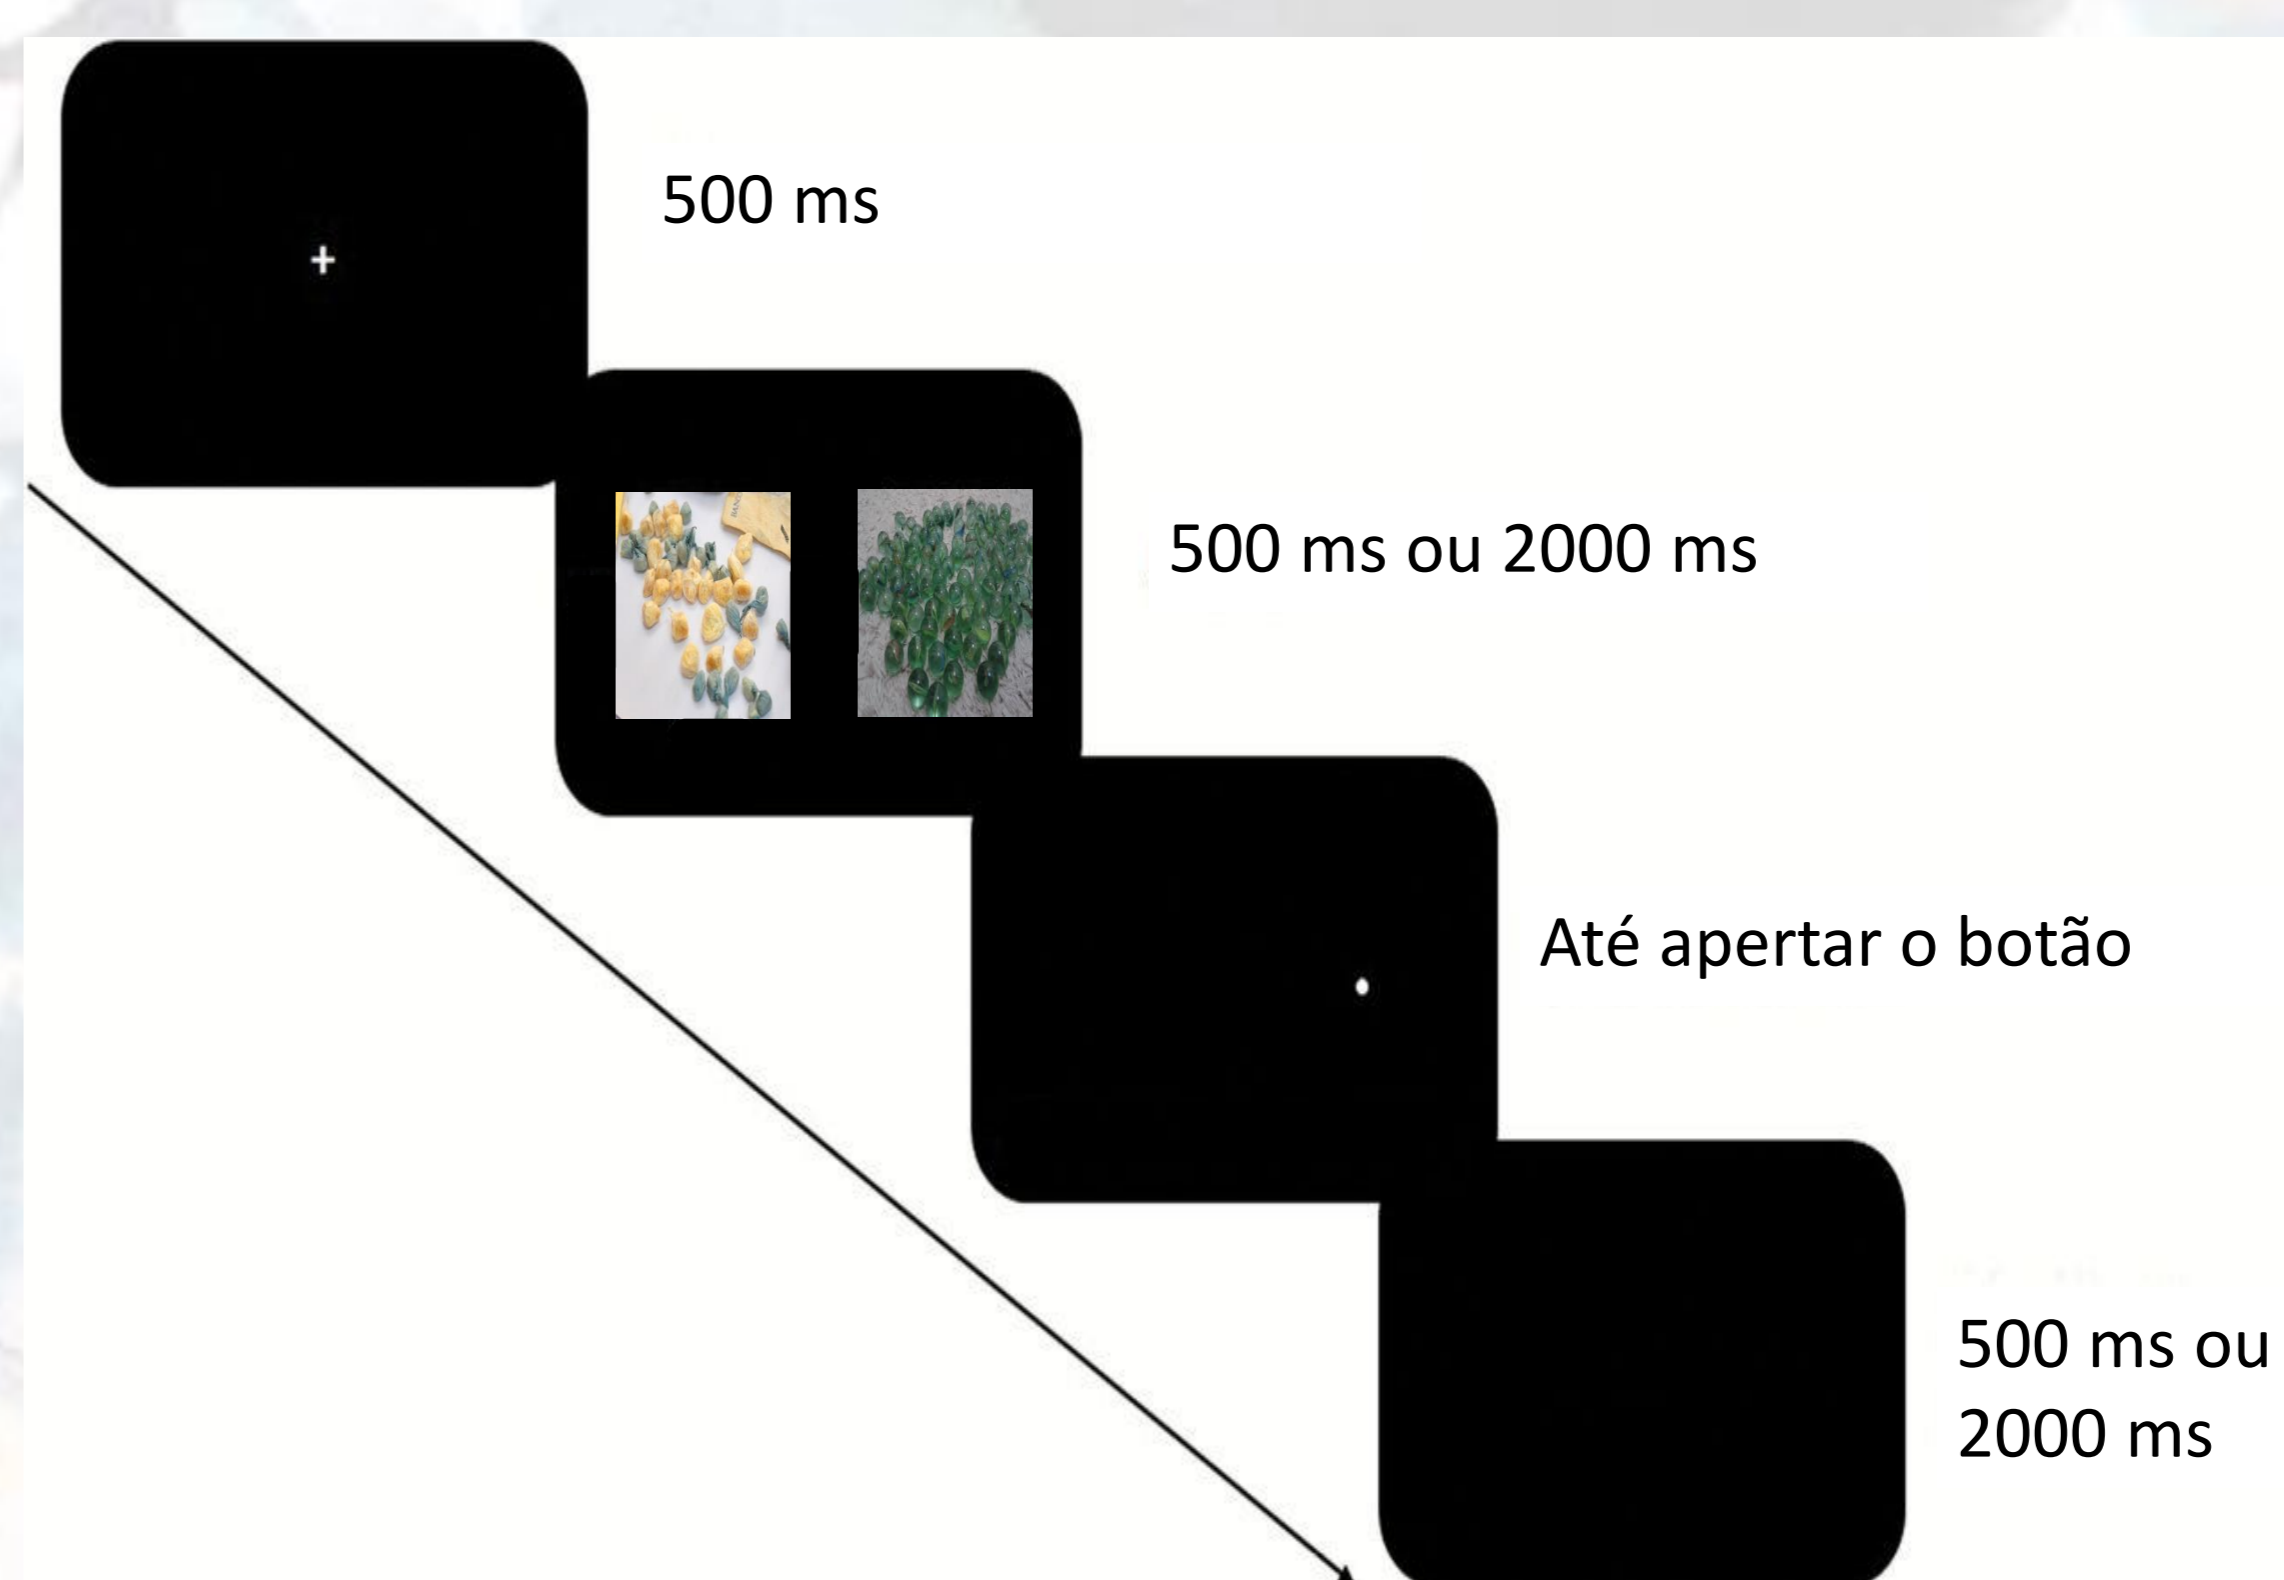 +
500 ms
500 ms ou 2000 ms
Até apertar o botão
500 ms ou
2000 ms